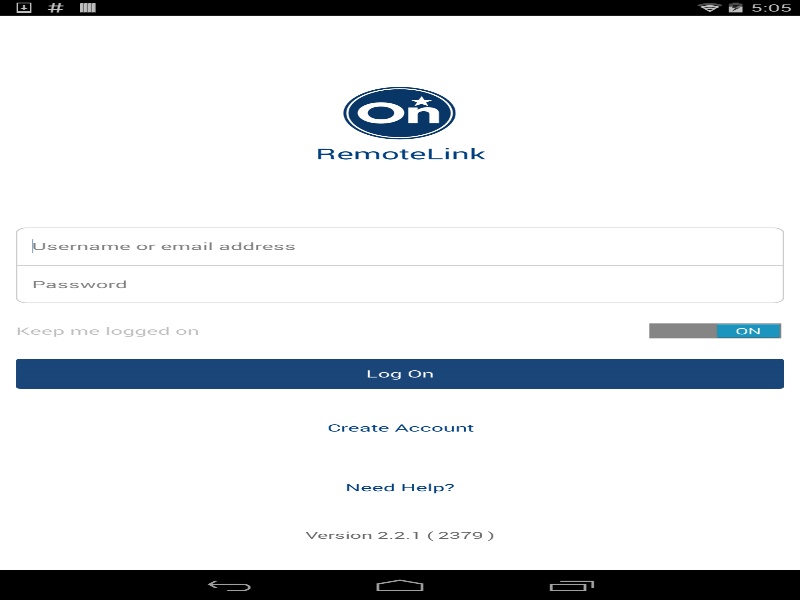 5:05
On
RemoteLink
Username or email address
Password
Keep me logged on
ON
Log On
Create Account
Need Help?
Version 2.2.1 ( 2379 )